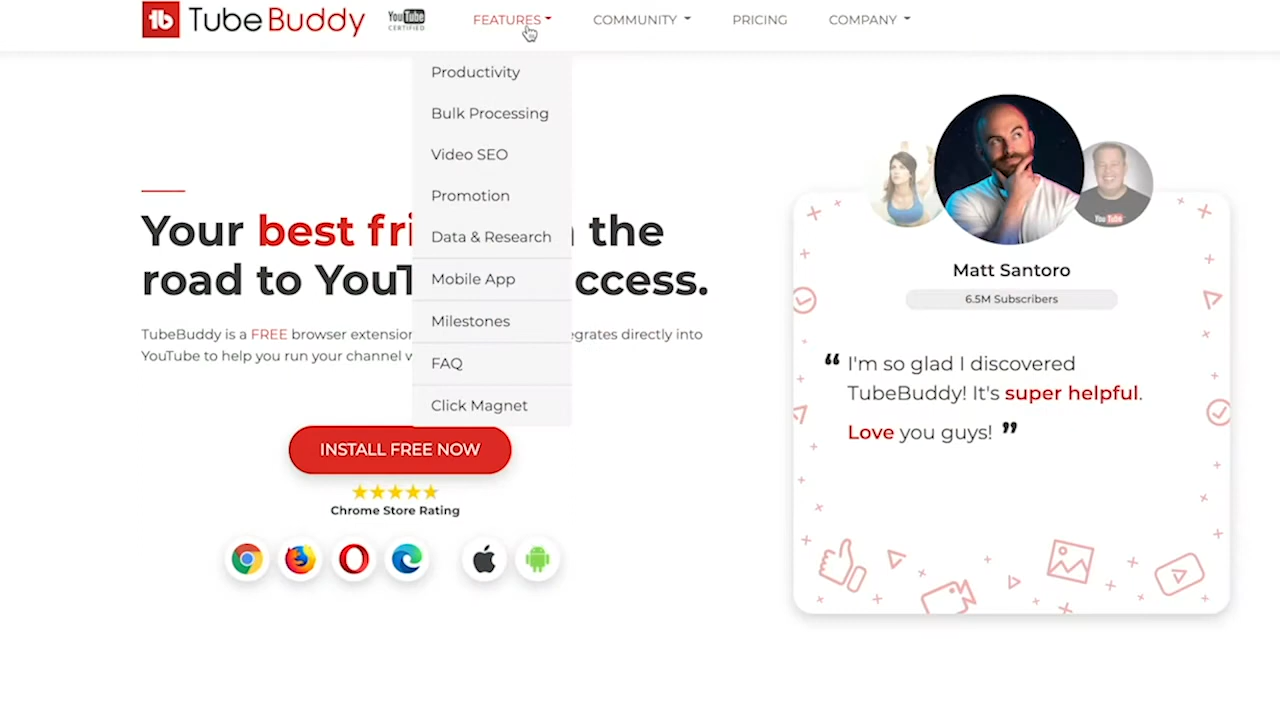 TubeBuddy
YouTube
CERTIFIED
FEATURES
COMMUNITY
PRICING
COMPANY
Productivity
Bulk Processing
Video SEO
Promotion
Data & Research
Mobile App
Milestones
FAQ
Click Magnet
Your best fri the
road to YouT ccess.
TubeBuddy is a FREE browser extension egrates directly into
YouTube to help you run your channel
INSTALL FREE NOW
Chrome Store Rating
You Tube
Matt Santoro
6.5M Subscribers
“ I'm so glad I discovered
TubeBuddy! It's super helpful.
Love you guys! ”